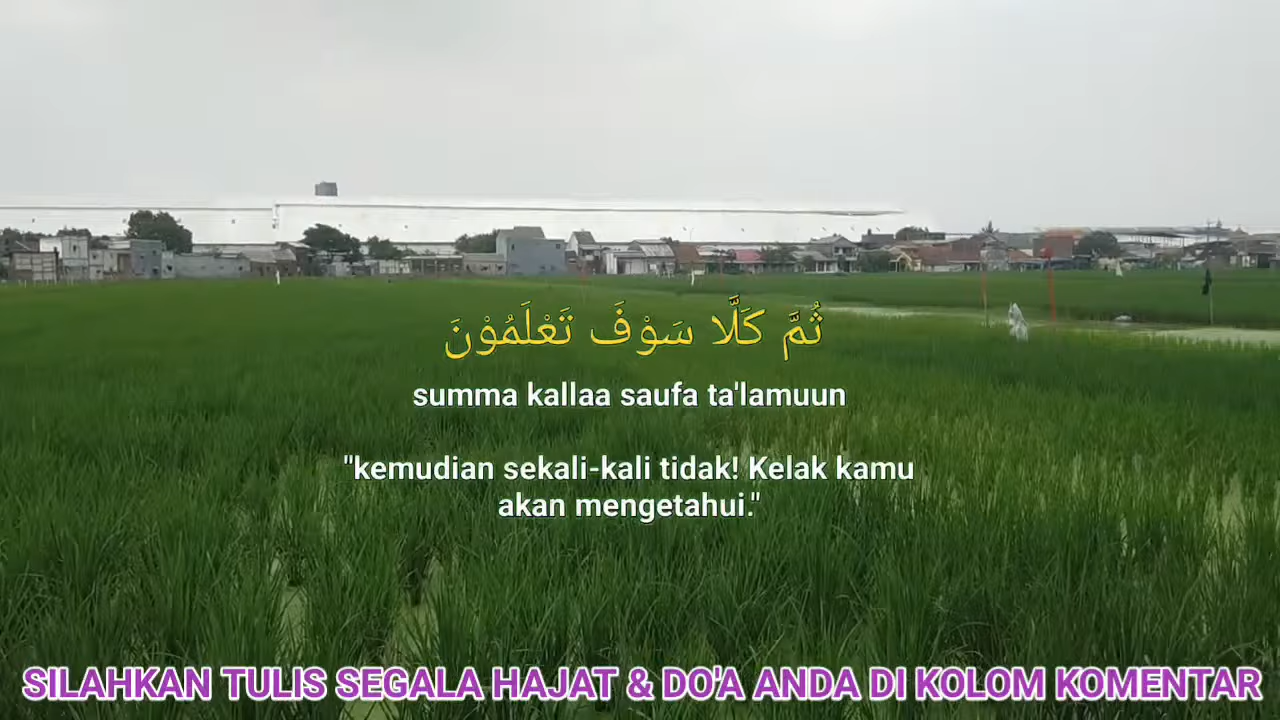 ثُمَّ كَلَّا سَوْفَ تَعْلَمُوْنَ
summa kallaa saufa ta'lamuun
"kemudian sekali-kali tidak! Kelak kamu
akan mengetahui."
SILAHKAN TULIS SEGALA HAJAT & DO'A ANDA DI KOLOM KOMENTAR